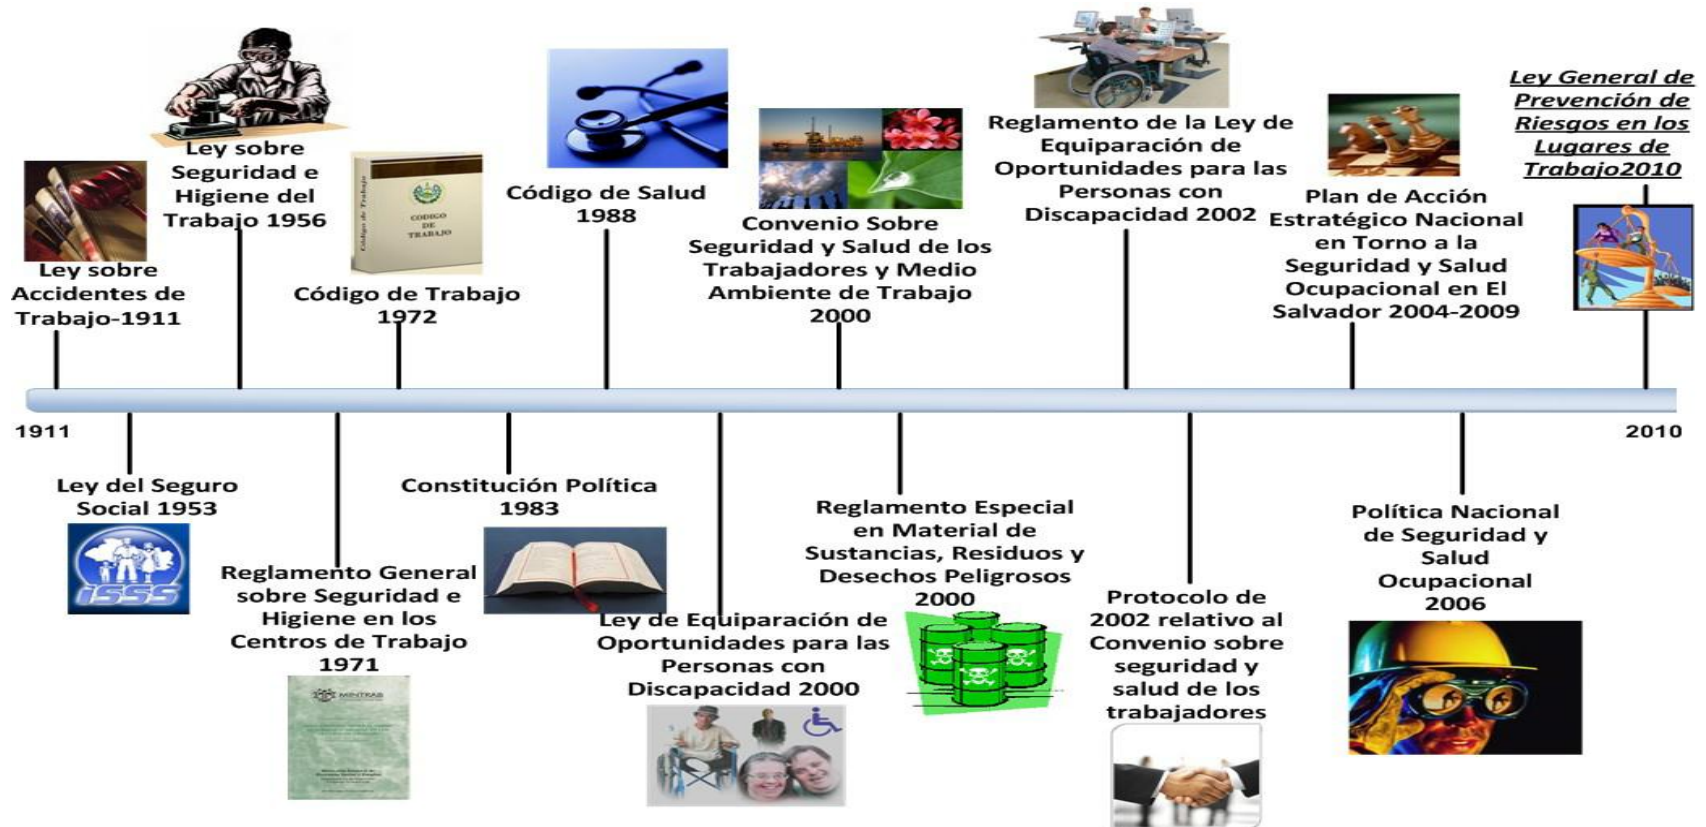 Ley sobre
Accidentes de
Trabajo-1911
Ley sobre
Seguridad e
Higiene del
Trabajo 1956
Código de Trabajo
CODIGO
DE
TRABAJO
Código de Trabajo
1972
Código de Salud
1988
Convenio Sobre
Seguridad y Salud de los
Trabajadores y Medio
Ambiente de Trabajo
2000
Reglamento de la Ley de
Equiparación de
Oportunidades para las
Personas con
Discapacidad 2002
Plan de Acción
Estratégico Nacional
en Torno a la
Seguridad y Salud
Ocupacional en El
Salvador 2004-2009
Ley General de
Prevención de
Riesgos en los
Lugares de
Trabajo2010
1911
2010
Ley del Seguro
Social 1953
ISSS
Reglamento General
sobre Seguridad e
Higiene en los
Centros de Trabajo
1971
MINTRAB
Constitución Política
1983
Ley de Equiparación de
Oportunidades para las
Personas con
Discapacidad 2000
Reglamento Especial
en Material de
Sustancias, Residuos y
Desechos Peligrosos
2000
Protocolo de
2002 relativo al
Convenio sobre
seguridad y
salud de los
trabajadores
Política Nacional
de Seguridad y
Salud
Ocupacional
2006